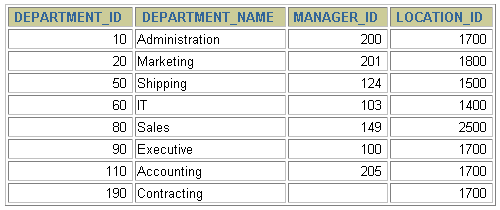 DEPARTMENT_ID DEPARTMENT_NAME MANAGER_ID LOCATION_ID
10 Administration 200 1700
20 Marketing 201 1800
50 Shipping 124 1500
60 IT 103 1400
80 Sales 149 2500
90 Executive 100 1700
110 Accounting 205 1700
190 Contracting 1700